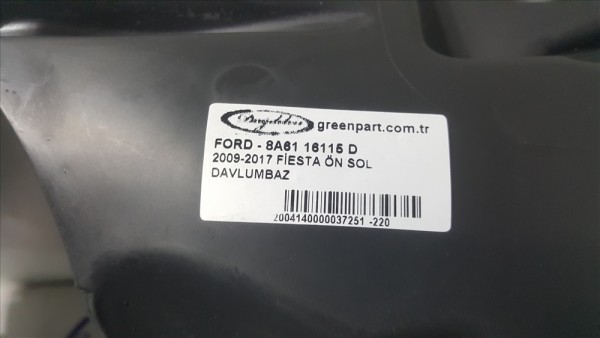 greenpart.com.tr
FORD - 8A61 16115 D
2009-2017 FİESTA ÖN SOL
DAVLUMBAZ
2004140000037251 -220